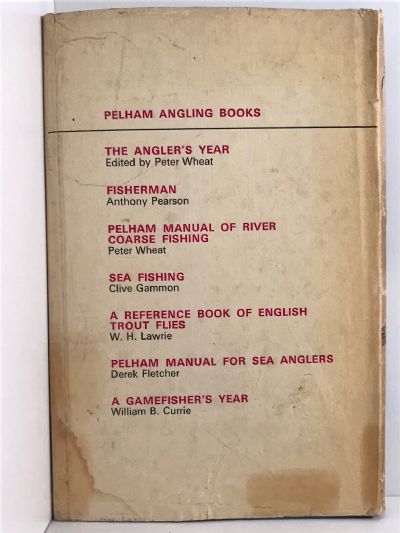 PELHAM ANGLING BOOKS
THE ANGLER'S YEAR
Edited by Peter Wheat
FISHERMAN
Anthony Pearson
PELHAM MANUAL OF RIVER
COARSE FISHING
Peter Wheat
SEA FISHING
Clive Gammon
A REFERENCE BOOK OF ENGLISH
TROUT FLIES
W. H. Lawrie
PELHAM MANUAL FOR SEA ANGLERS
Derek Fletcher
A GAMEFISHER'S YEAR
William B. Currie